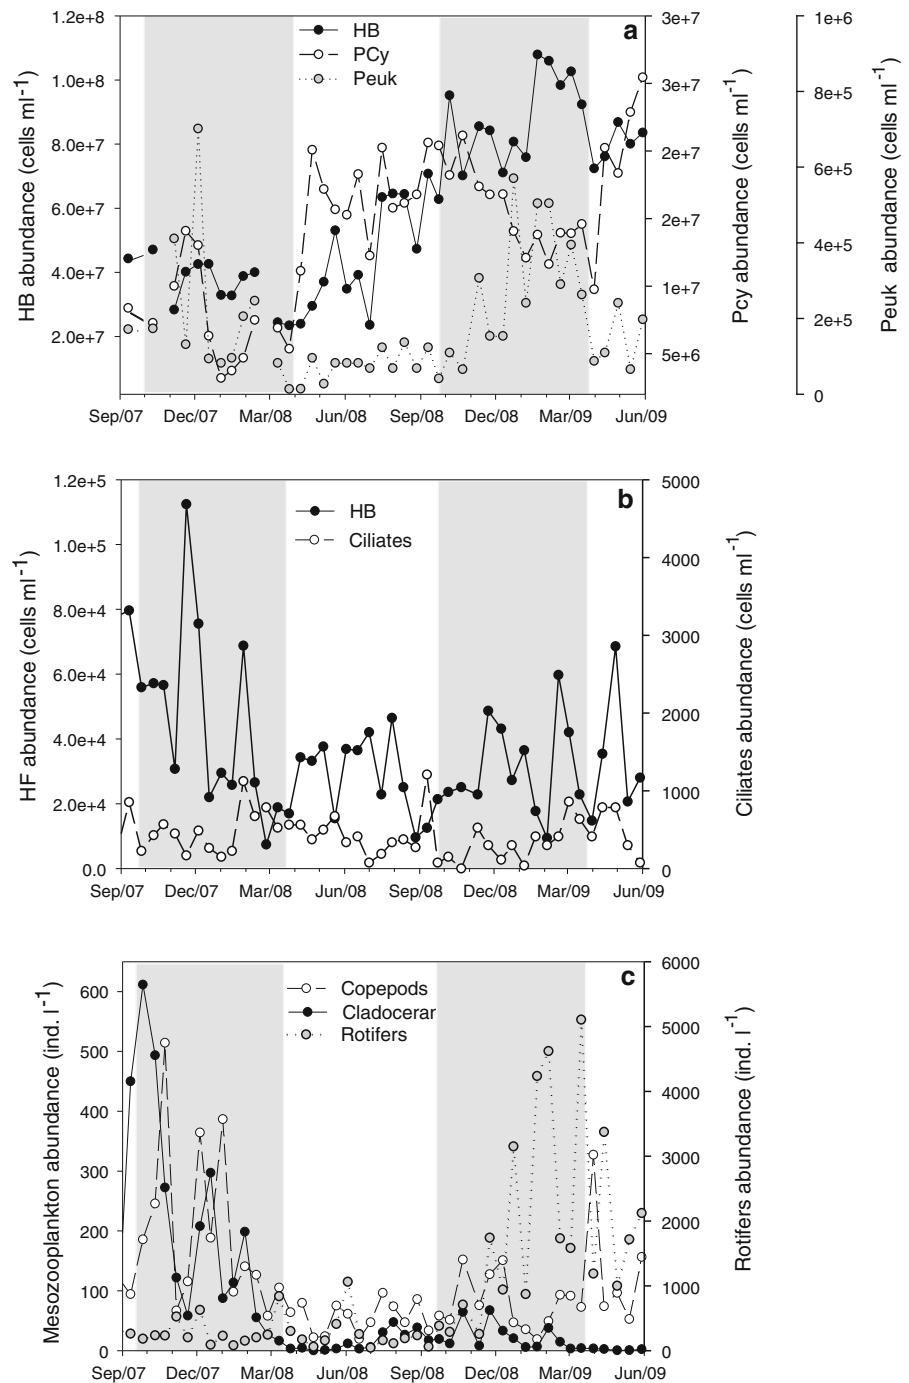 a
HB
PCy
Peuk
1.2e+8
1.0e+8
8.0e+7
6.0e+7
4.0e+7
2.0e+7
HB abundance (cells ml-1)
3e+7
3e+7
2e+7
2e+7
1e+7
5e+6
Pcy abundance (cells ml-1)
1e+6
8e+5
6e+5
4e+5
2e+5
0
Peuk abundance (cells ml-1)
Sep/07 Dec/07 Mar/08 Jun/08 Sep/08 Dec/08 Mar/09 Jun/09
b
HB
Ciliates
1.2e+5
1.0e+5
8.0e+4
6.0e+4
4.0e+4
2.0e+4
0.0
HF abundance (cells ml-1)
5000
4000
3000
2000
1000
0
Ciliates abundance (cells ml-1)
Sep/07 Dec/07 Mar/08 Jun/08 Sep/08 Dec/08 Mar/09 Jun/09
c
Copepods
Cladocerar
Rotifers
600
500
400
300
200
100
0
Mesozooplankton abundance (ind. l-1)
6000
5000
4000
3000
2000
1000
0
Rotifers abundance (ind. l-1)
Sep/07 Dec/07 Mar/08 Jun/08 Sep/08 Dec/08 Mar/09 Jun/09